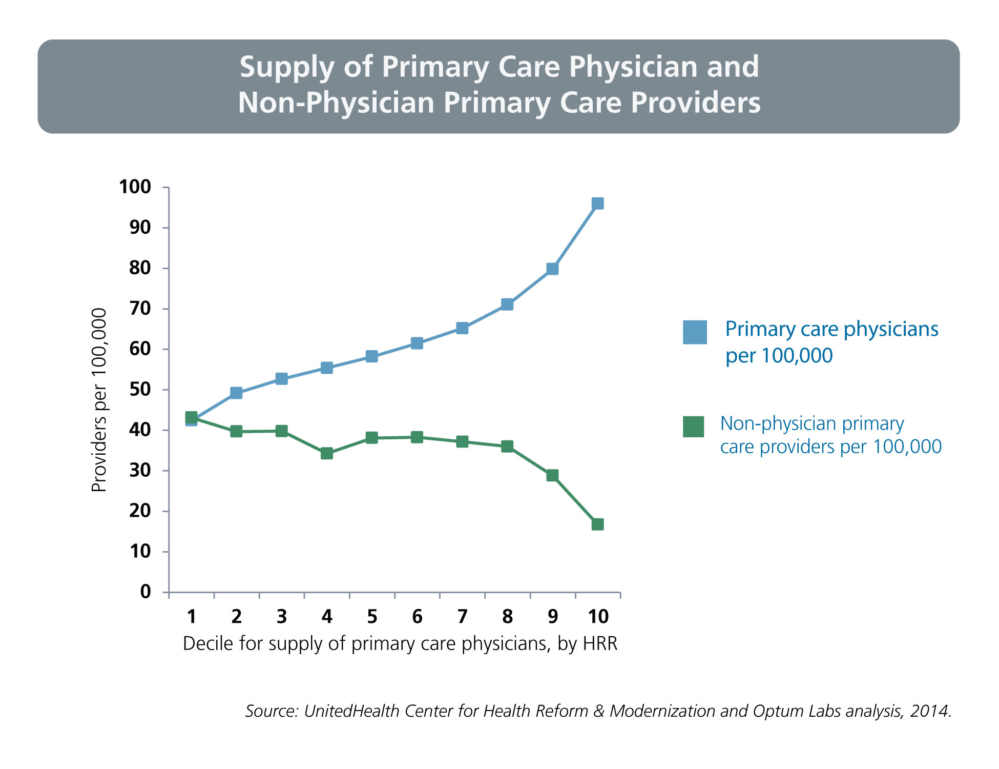 Supply of Primary Care Physician and
Non-Physician Primary Care Providers
Providers per 100,000
100
90
80
70
60
50
40
30
20
10
0
1 2 3 4 5 6 7 8 9 10
Decile for supply of primary care physicians, by HRR
Primary care physicians
per 100,000
Non-physician primary
care providers per 100,000
Source: UnitedHealth Center for Health Reform & Modernization and Optum Labs analysis, 2014.